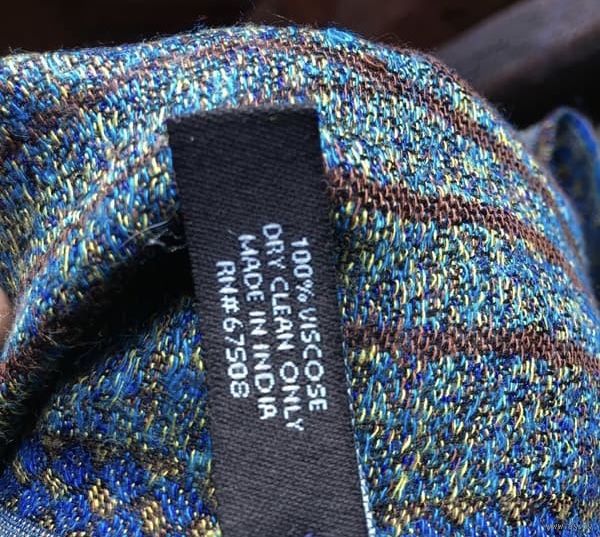 100% VISCOSE
DRY CLEAN ONLY
MADE IN INDIA
RN#67508